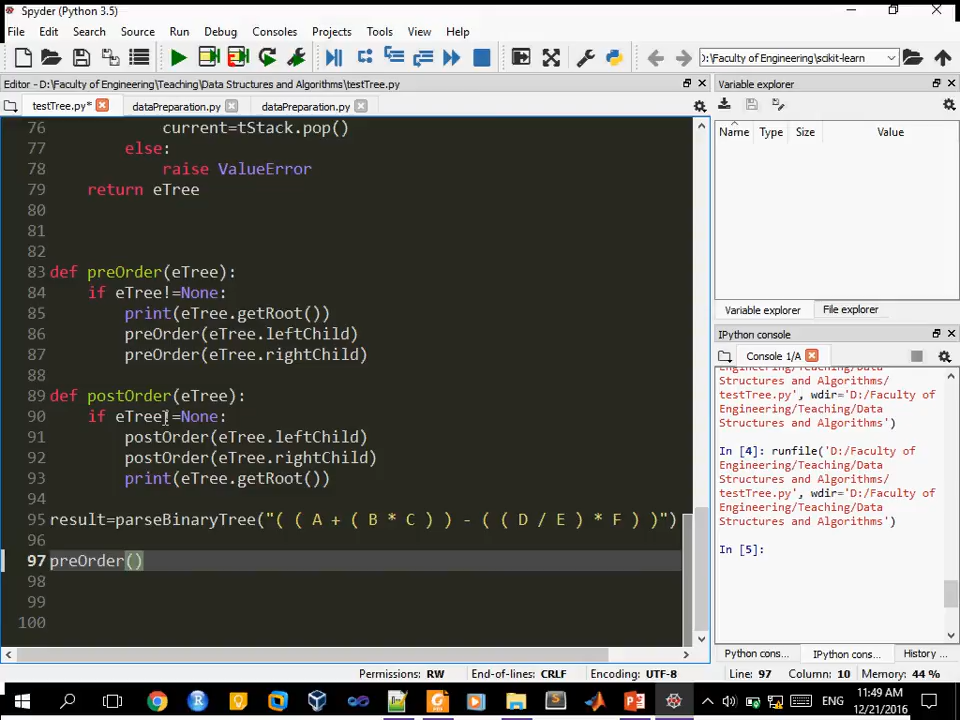 Spyder (Python 3.5)
File Edit Search Source Run Debug Consoles Projects Tools View Help
):\Faculty of Engineering\scikit-learn
Editor - D:\Faculty of Engineering\Teaching\Data Structures and Algorithms\testTree.py
Variable explorer
testTree.py* dataPreparation.py dataPreparation.py
Name Type Size Value
76 current=tStack.pop()
77 else:
78 raise ValueError
79 return eTree
80
81
82
83 def preOrder(eTree):
84 if eTree!=None:
85 print(eTree.getRoot())
86 preOrder(eTree.leftChild)
87 preOrder(eTree.rightChild)
88
89 def postOrder(eTree):
90 if eTree!=None:
91 postOrder(eTree.leftChild)
92 postOrder(eTree.rightChild)
93 print(eTree.getRoot())
94
95 result=parseBinaryTree("( ( A + ( B * C ) ) - ( ( D / E ) * F ) )")
96
97 preOrder()
98
99
100
Variable explorer File explorer
IPython console
Console 1/A
Engineering/Teaching/Data
Structures and Algorithms/
testTree.py', wdir='D:/Faculty of
Engineering/Teaching/Data
Structures and Algorithms')
In [4]: runfile('D:/Faculty of
Engineering/Teaching/Data
Structures and Algorithms/
testTree.py', wdir='D:/Faculty of
Engineering/Teaching/Data
Structures and Algorithms')
In [5]:
Python cons... IPython cons... History ...
Permissions: RW End-of-lines: CRLF Encoding: UTF-8 Line: 97 Column: 10 Memory: 44 %
ENG
11:49 AM
12/21/2016